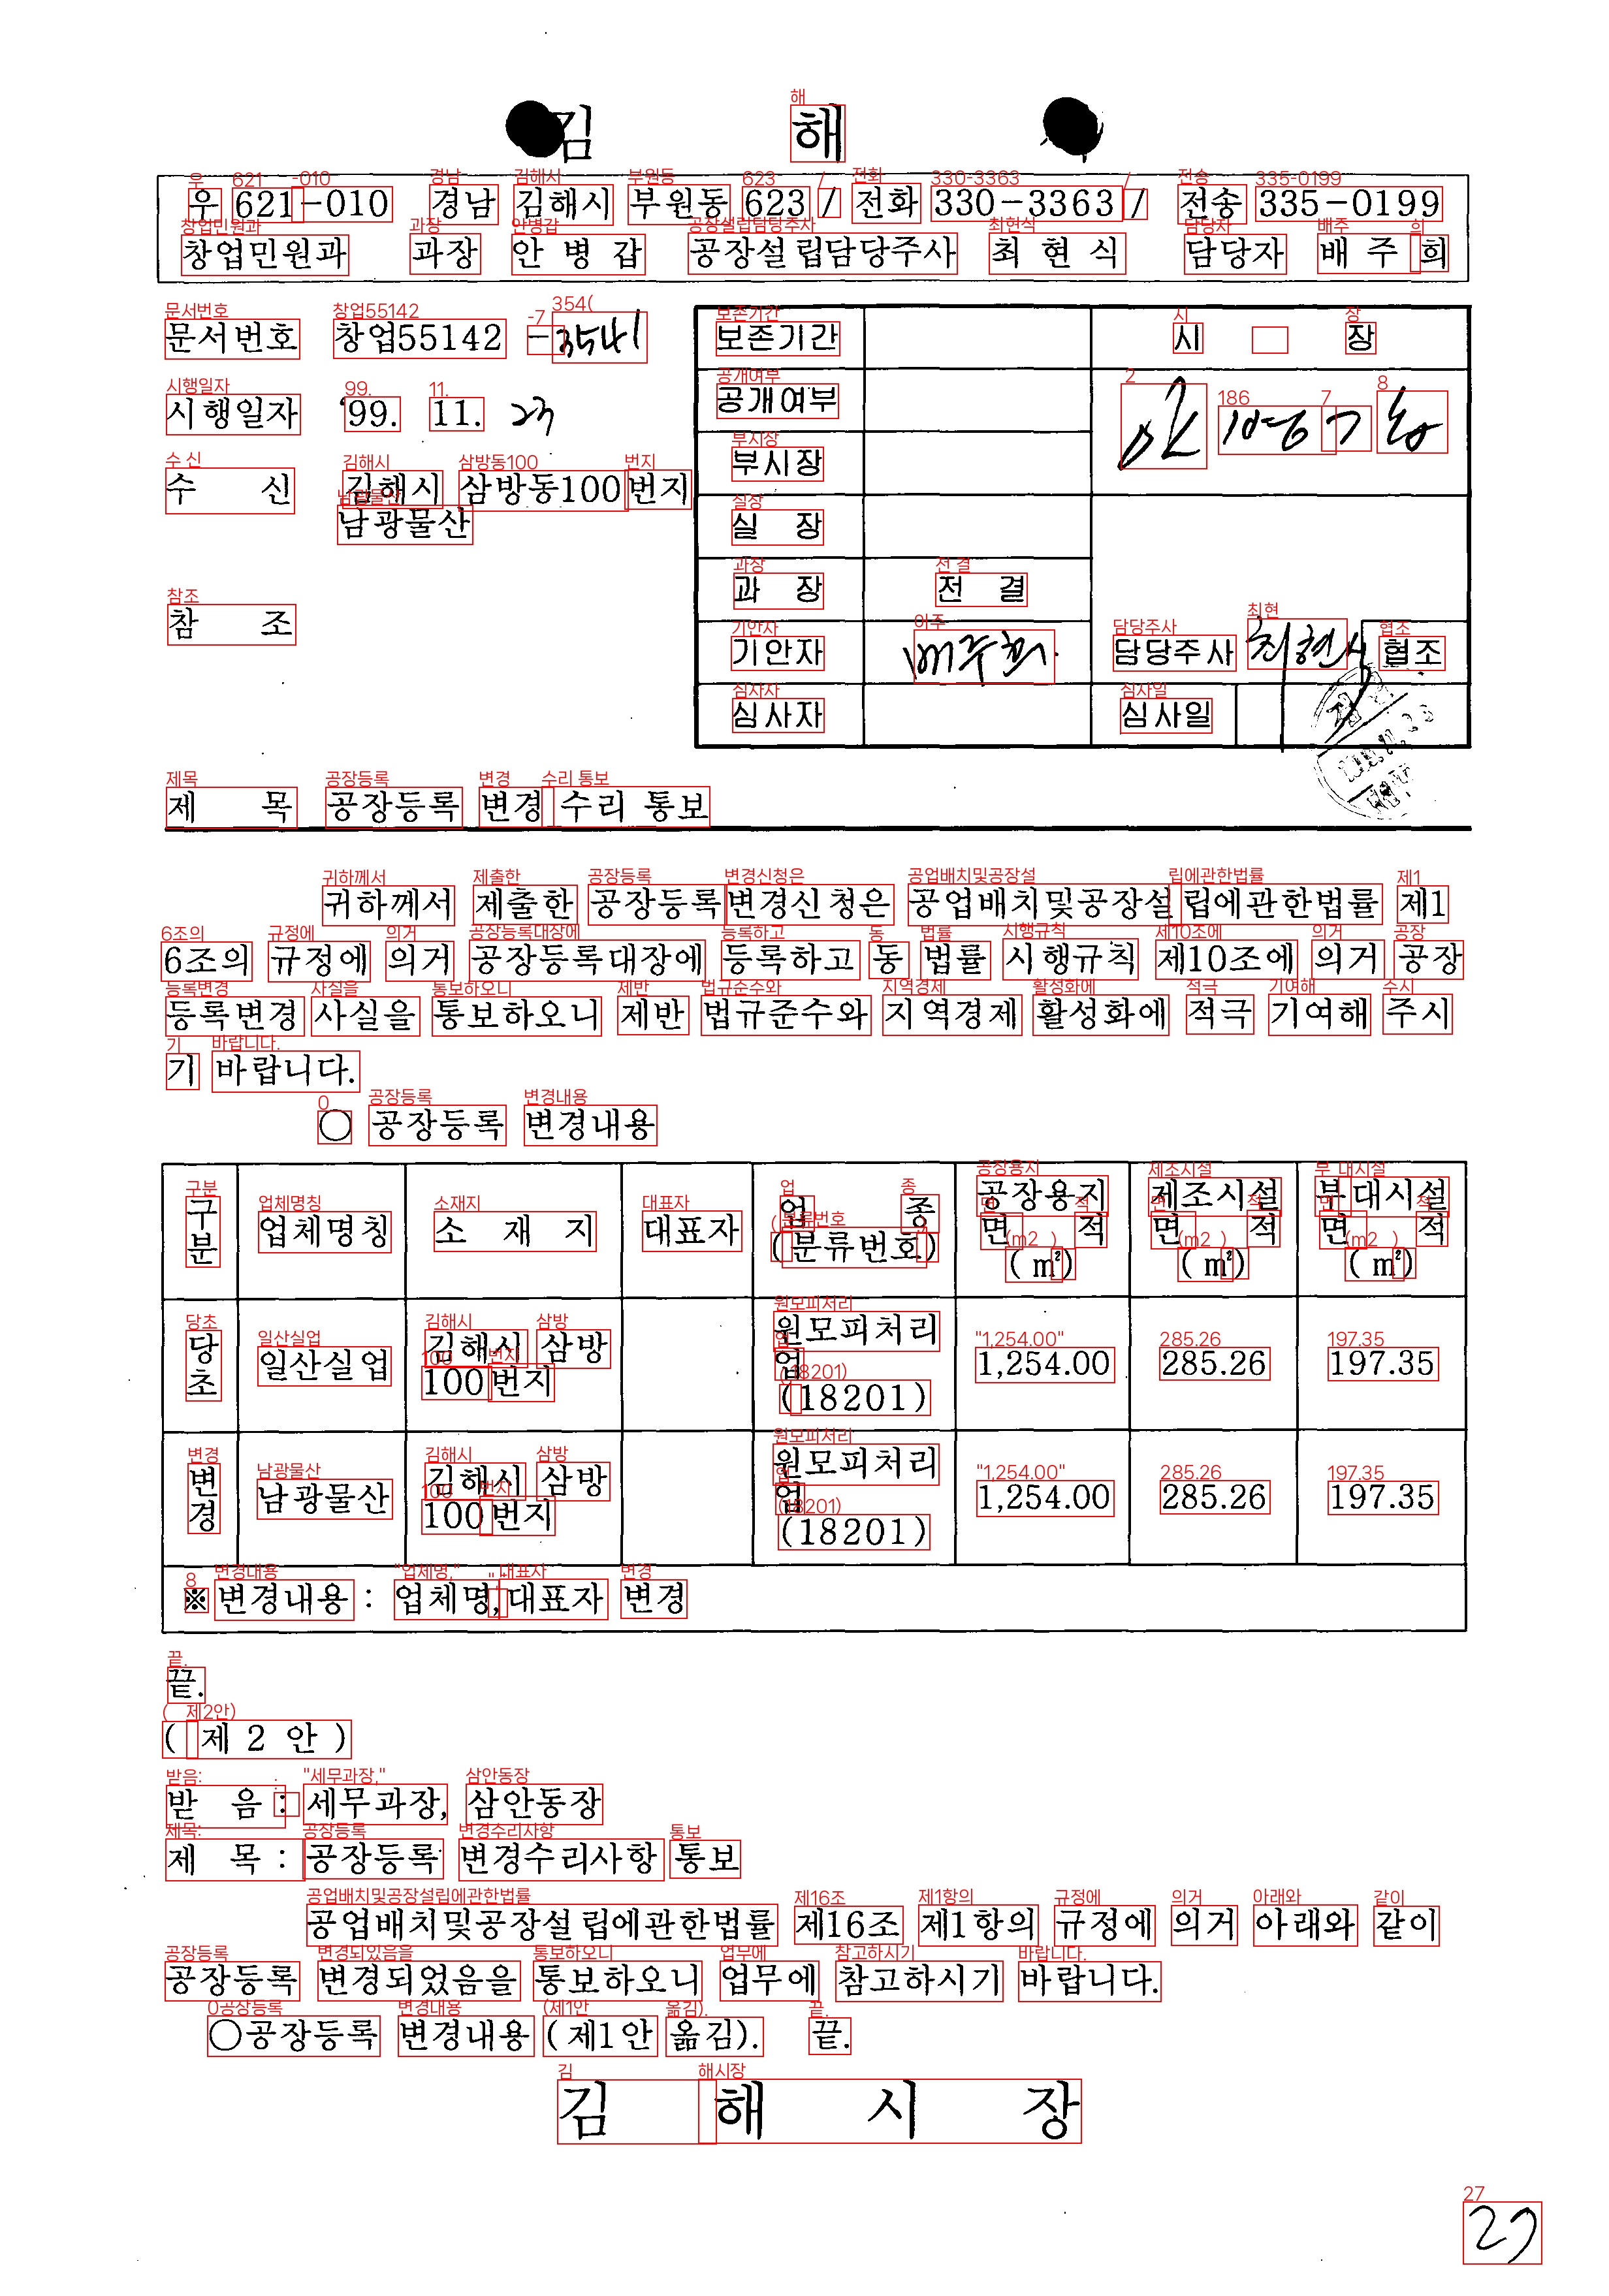 김 해
우 621-010 경남 김해시 부원동 623 / 전화 330-3363 / 전송 335-0199
창업민원과 과장 안 병 갑 공장설립담당주사 최 현 식 담당자 배 주 희
문서번호 창업55142 -3541
시행일자 '99. 11. 23
수 신 김해시 삼방동100번지
남광물산
참 조
보존기간 시 장
공개여부
부시장
실 장
과 장 전 결
기안자 배주희 담당주사 최현식 협조
심사자 심사일
제 목 공장등록 변경 수리 통보
귀하께서 제출한 공장등록변경신청은 공업배치및공장설립에관한법률 제1
6조의 규정에 의거 공장등록대장에 등록하고 동 법률 시행규칙 제10조에 의거 공장
등록변경 사실을 통보하오니 제반 법규준수와 지역경제 활성화에 적극 기여해 주시
기 바랍니다.
○ 공장등록 변경내용
구분 업체명칭 소 재 지 대표자 업 종 (분류번호) 공장용지 면 적 (㎡) 제조시설 면 적 (㎡) 부대시설 면 적 (㎡)
당초 일산실업 김해시 삼방 100번지 원모피처리업 (18201) 1,254.00 285.26 197.35
변경 남광물산 김해시 삼방 100번지 원모피처리업 (18201) 1,254.00 285.26 197.35
※ 변경내용 : 업체명, 대표자 변경
끝.
( 제 2 안 )
받 음 : 세무과장, 삼안동장
제 목 : 공장등록 변경수리사항 통보
공업배치및공장설립에관한법률 제16조 제1항의 규정에 의거 아래와 같이
공장등록 변경되었음을 통보하오니 업무에 참고하시기 바랍니다.
○공장등록 변경내용 (제1안 옮김). 끝.
김 해 시 장
27